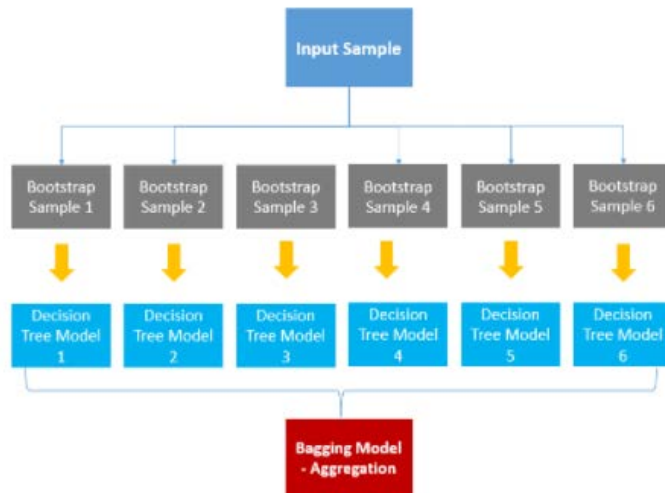 Input Sample
Bootstrap
Sample 1
Bootstrap
Sample 2
Bootstrap
Sample 3
Bootstrap
Sample 4
Bootstrap
Sample 5
Bootstrap
Sample 6
Decision
Tree Model
1
Decision
Tree Model
2
Decision
Tree Model
3
Decision
Tree Model
4
Decision
Tree Model
5
Decision
Tree Model
6
Bagging Model
- Aggregation